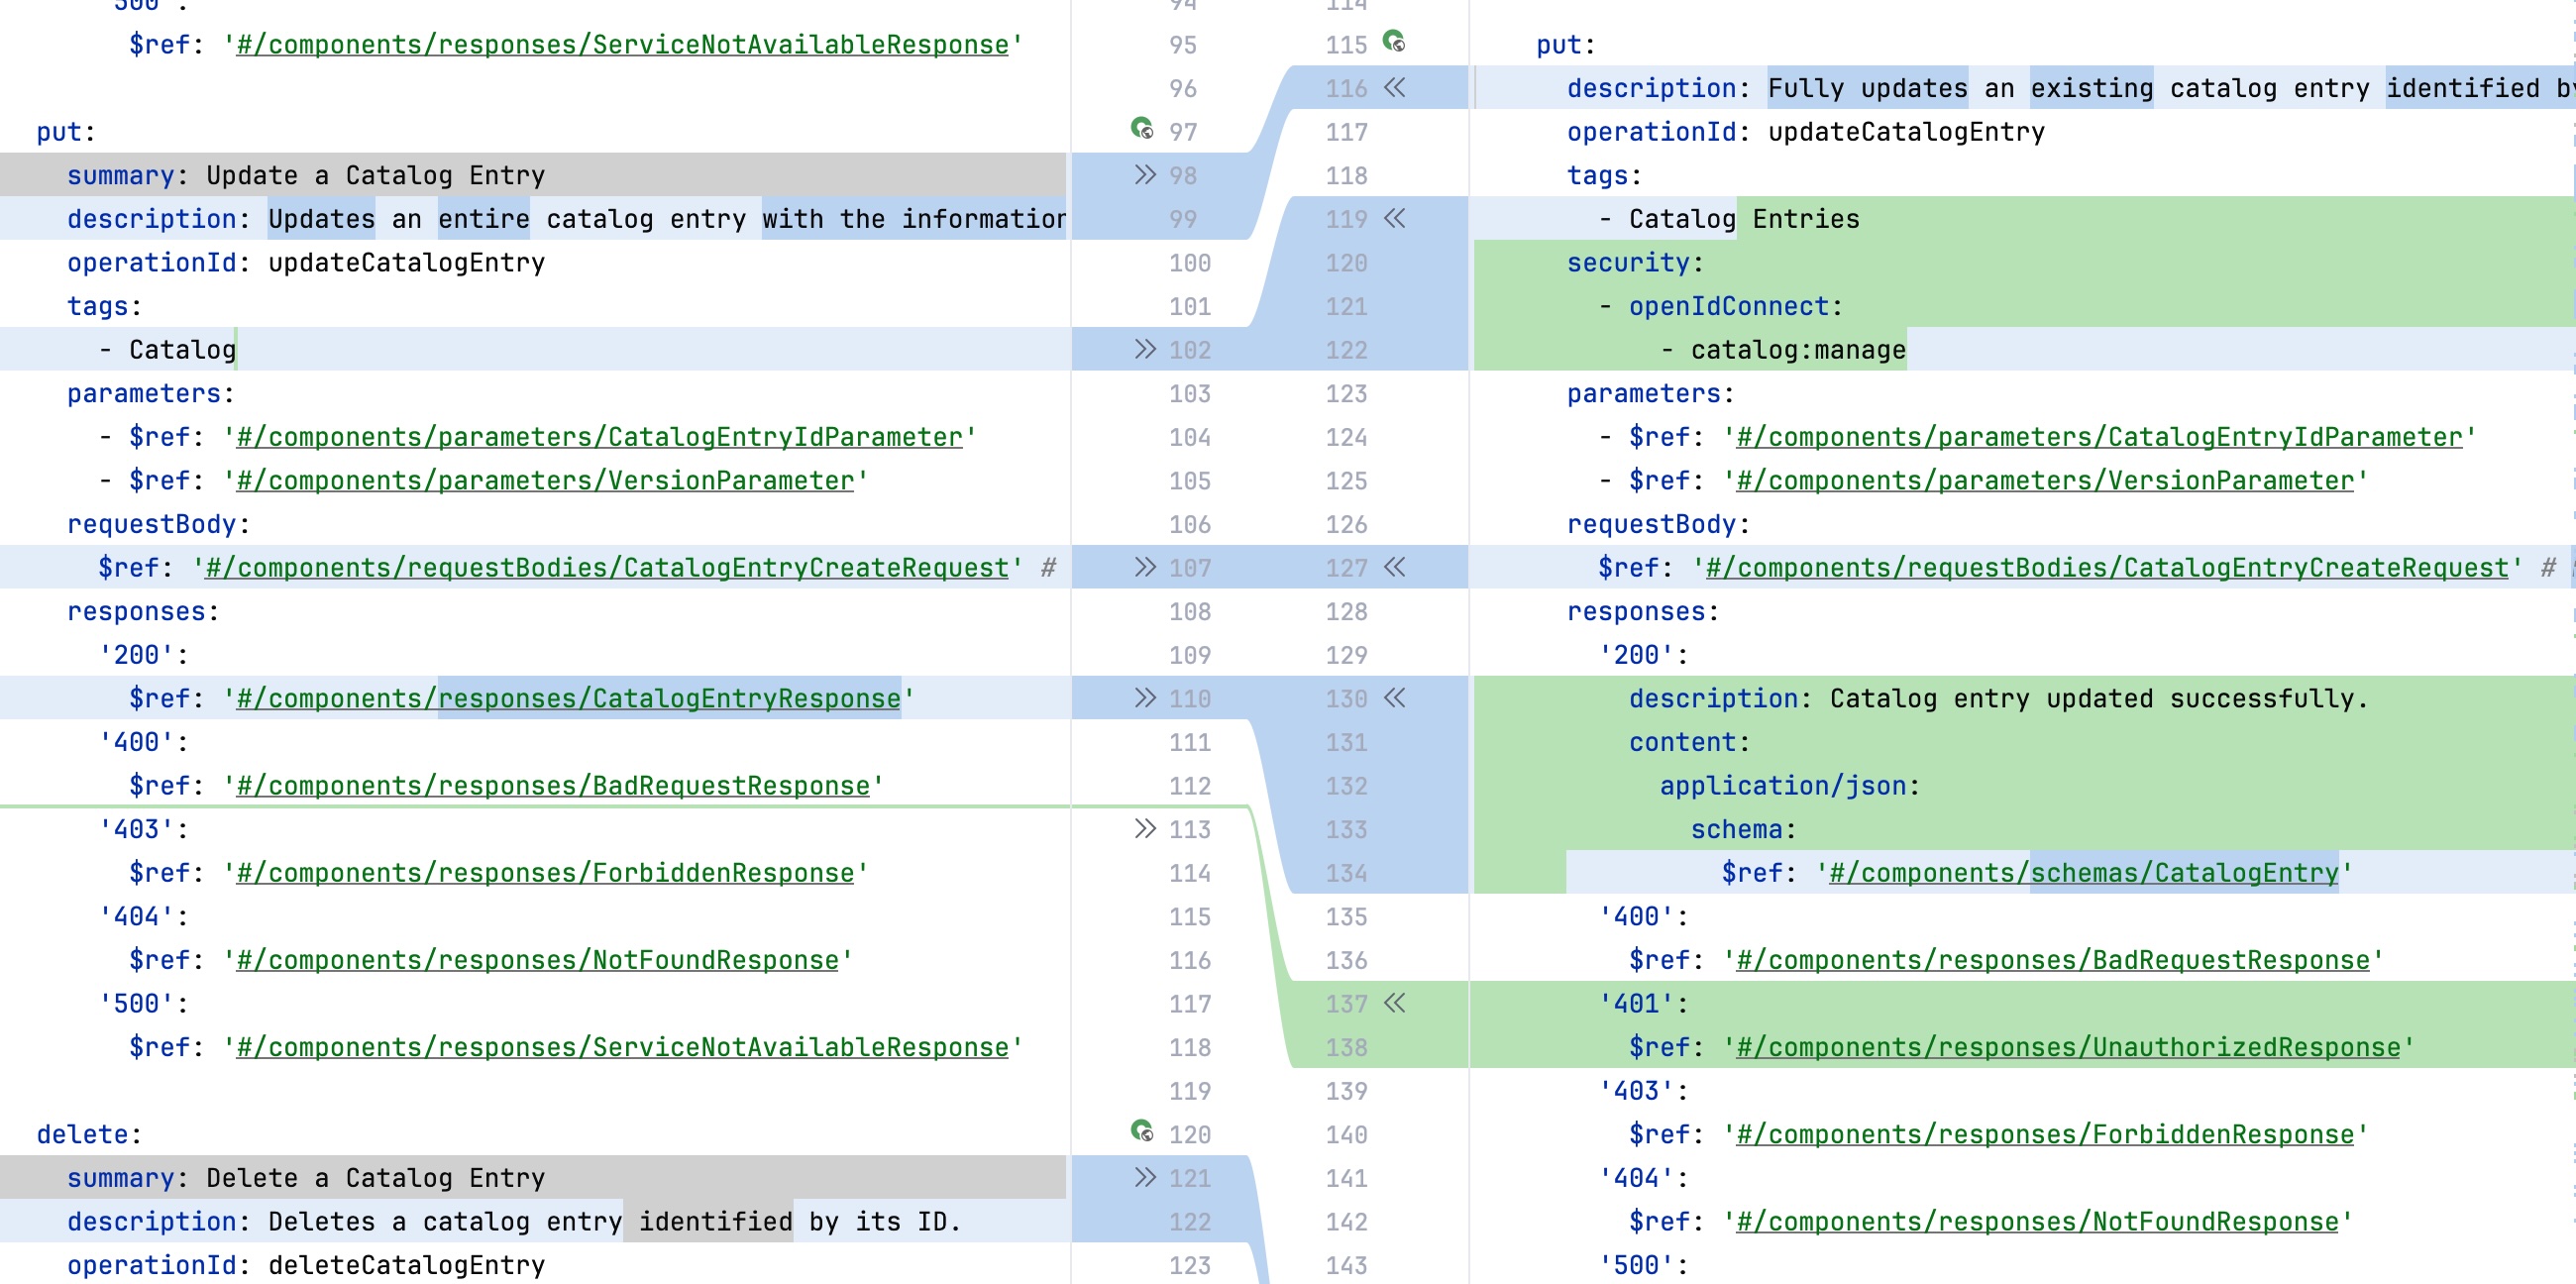 '500':
$ref: '#/components/responses/ServiceNotAvailableResponse'
put:
summary: Update a Catalog Entry
description: Updates an entire catalog entry with the information
operationId: updateCatalogEntry
tags:
- Catalog
parameters:
- $ref: '#/components/parameters/CatalogEntryIdParameter'
- $ref: '#/components/parameters/VersionParameter'
requestBody:
$ref: '#/components/requestBodies/CatalogEntryCreateRequest' #
responses:
'200':
$ref: '#/components/responses/CatalogEntryResponse'
'400':
$ref: '#/components/responses/BadRequestResponse'
'403':
$ref: '#/components/responses/ForbiddenResponse'
'404':
$ref: '#/components/responses/NotFoundResponse'
'500':
$ref: '#/components/responses/ServiceNotAvailableResponse'
delete:
summary: Delete a Catalog Entry
description: Deletes a catalog entry identified by its ID.
operationId: deleteCatalogEntry
94 114
95 115
96 116
97 117
98 118
99 119
100 120
101 121
102 122
103 123
104 124
105 125
106 126
107 127
108 128
109 129
110 130
111 131
112 132
113 133
114 134
115 135
116 136
117 137
118 138
119 139
120 140
121 141
122 142
123 143
put:
description: Fully updates an existing catalog entry identified by
operationId: updateCatalogEntry
tags:
- Catalog Entries
security:
- openIdConnect:
- catalog:manage
parameters:
- $ref: '#/components/parameters/CatalogEntryIdParameter'
- $ref: '#/components/parameters/VersionParameter'
requestBody:
$ref: '#/components/requestBodies/CatalogEntryCreateRequest' #
responses:
'200':
description: Catalog entry updated successfully.
content:
application/json:
schema:
$ref: '#/components/schemas/CatalogEntry'
'400':
$ref: '#/components/responses/BadRequestResponse'
'401':
$ref: '#/components/responses/UnauthorizedResponse'
'403':
$ref: '#/components/responses/ForbiddenResponse'
'404':
$ref: '#/components/responses/NotFoundResponse'
'500':